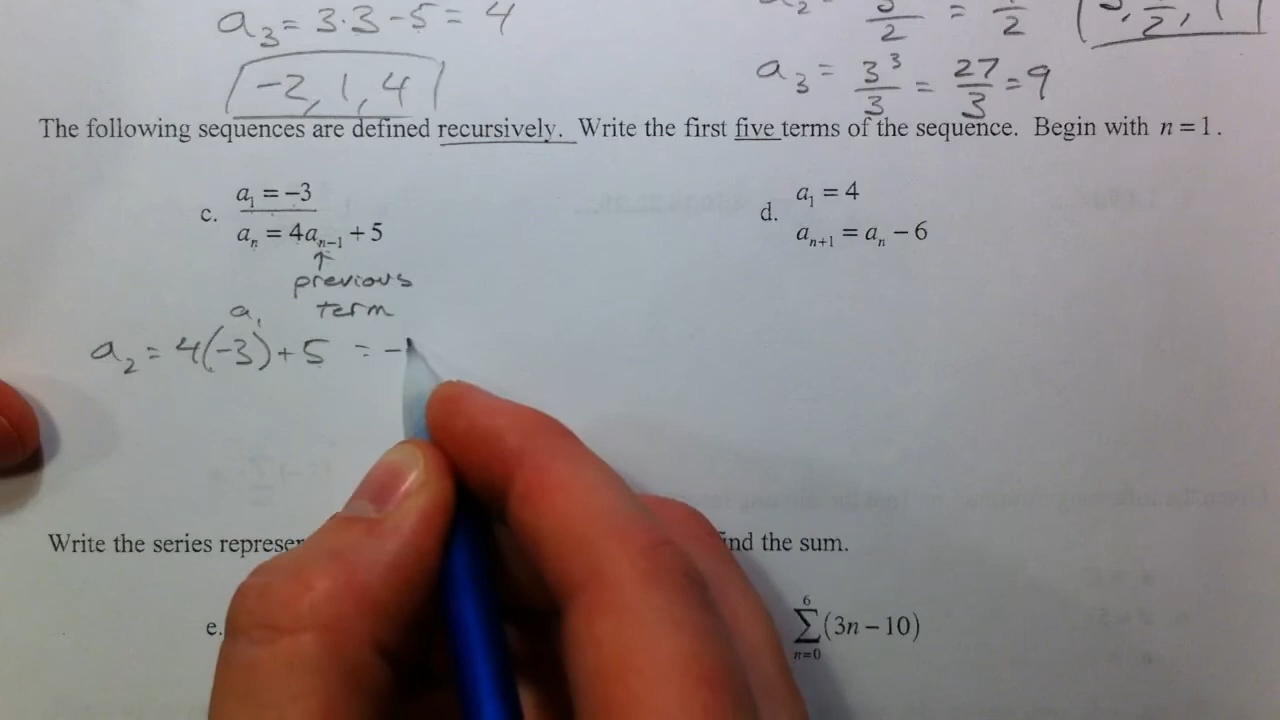 a₃ = 3·3 - 5 = 4
-2, 1, 4
a₃ = 3³/3 = 27/3 = 9
The following sequences are defined recursively. Write the first five terms of the sequence. Begin with n = 1.
c. a₁ = −3
aₙ = 4aₙ₋₁ + 5
↑
previous
term
a₁
a₂ = 4(-3) + 5 = -
d. a₁ = 4
aₙ₊₁ = aₙ − 6
Write the series
the sum.
e.
6
∑(3n − 10)
n=0